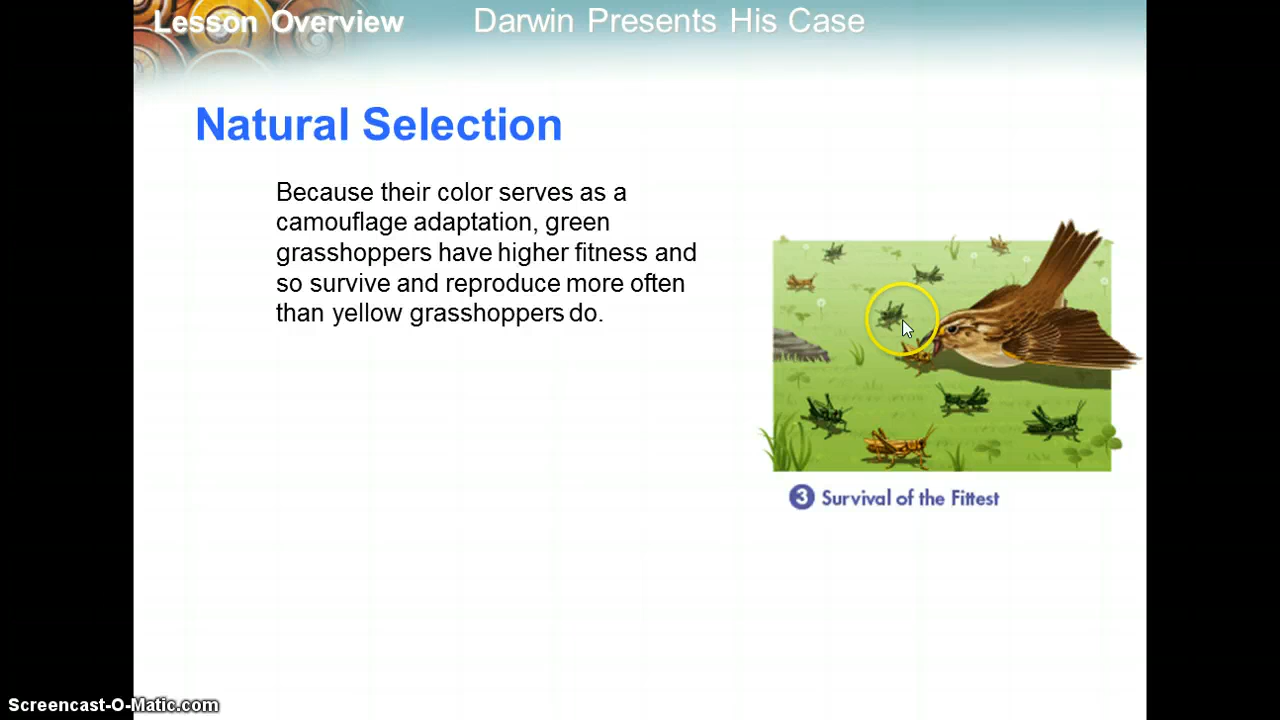 Lesson Overview Darwin Presents His Case
Natural Selection
Because their color serves as a
camouflage adaptation, green
grasshoppers have higher fitness and
so survive and reproduce more often
than yellow grasshoppers do.
3 Survival of the Fittest
Screencast-O-Matic.com